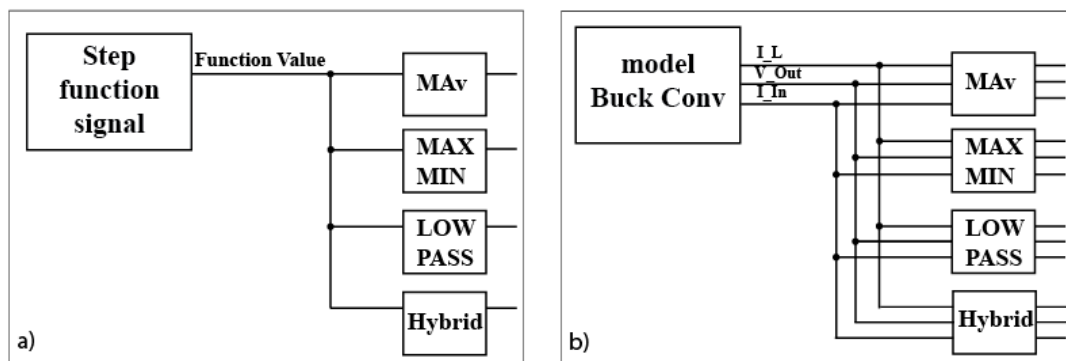 Step
function
signal
Function Value
MAv
MAX
MIN
LOW
PASS
Hybrid
a)
model
Buck Conv
I_L
V_Out
I_In
MAv
MAX
MIN
LOW
PASS
Hybrid
b)